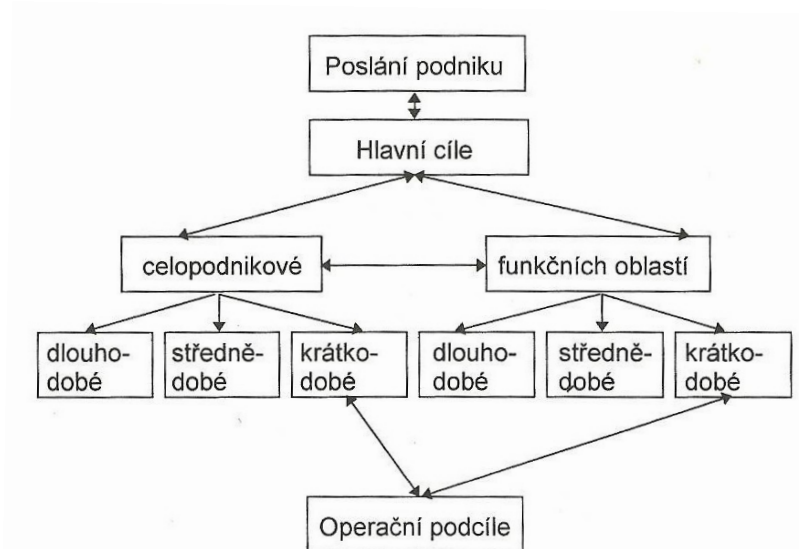 Poslání podniku
Hlavní cíle
celopodnikové
funkčních oblastí
dlouho-
dobé
středně-
dobé
krátko-
dobé
dlouho-
dobé
středně-
dobé
krátko-
dobé
Operační podcíle